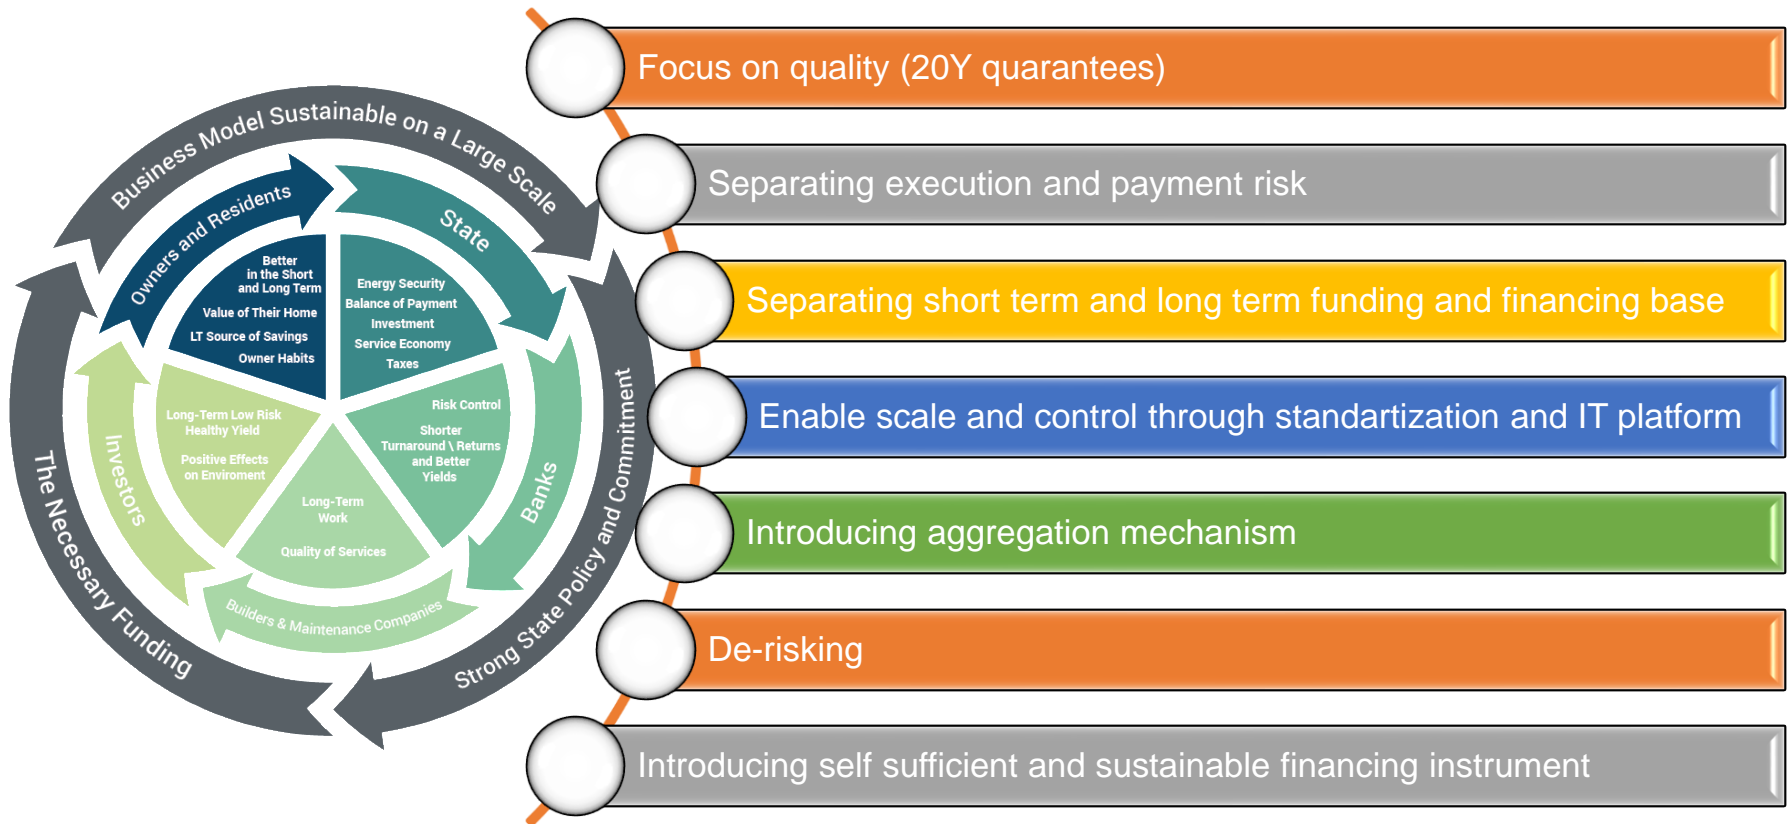 Business Model Sustainable on a Large Scale
Strong State Policy and Commitment
The Necessary Funding
Owners and Residents
State
Banks
Builders & Maintenance Companies
Investors
Better
in the Short
and Long Term
Value of Their Home
LT Source of Savings
Owner Habits
Energy Security
Balance of Payment
Investment
Service Economy
Taxes
Risk Control
Shorter
Turnaround \ Returns
and Better
Yields
Long-Term
Work
Quality of Services
Long-Term Low Risk
Healthy Yield
Positive Effects
on Enviroment
Focus on quality (20Y quarantees)
Separating execution and payment risk
Separating short term and long term funding and financing base
Enable scale and control through standartization and IT platform
Introducing aggregation mechanism
De-risking
Introducing self sufficient and sustainable financing instrument